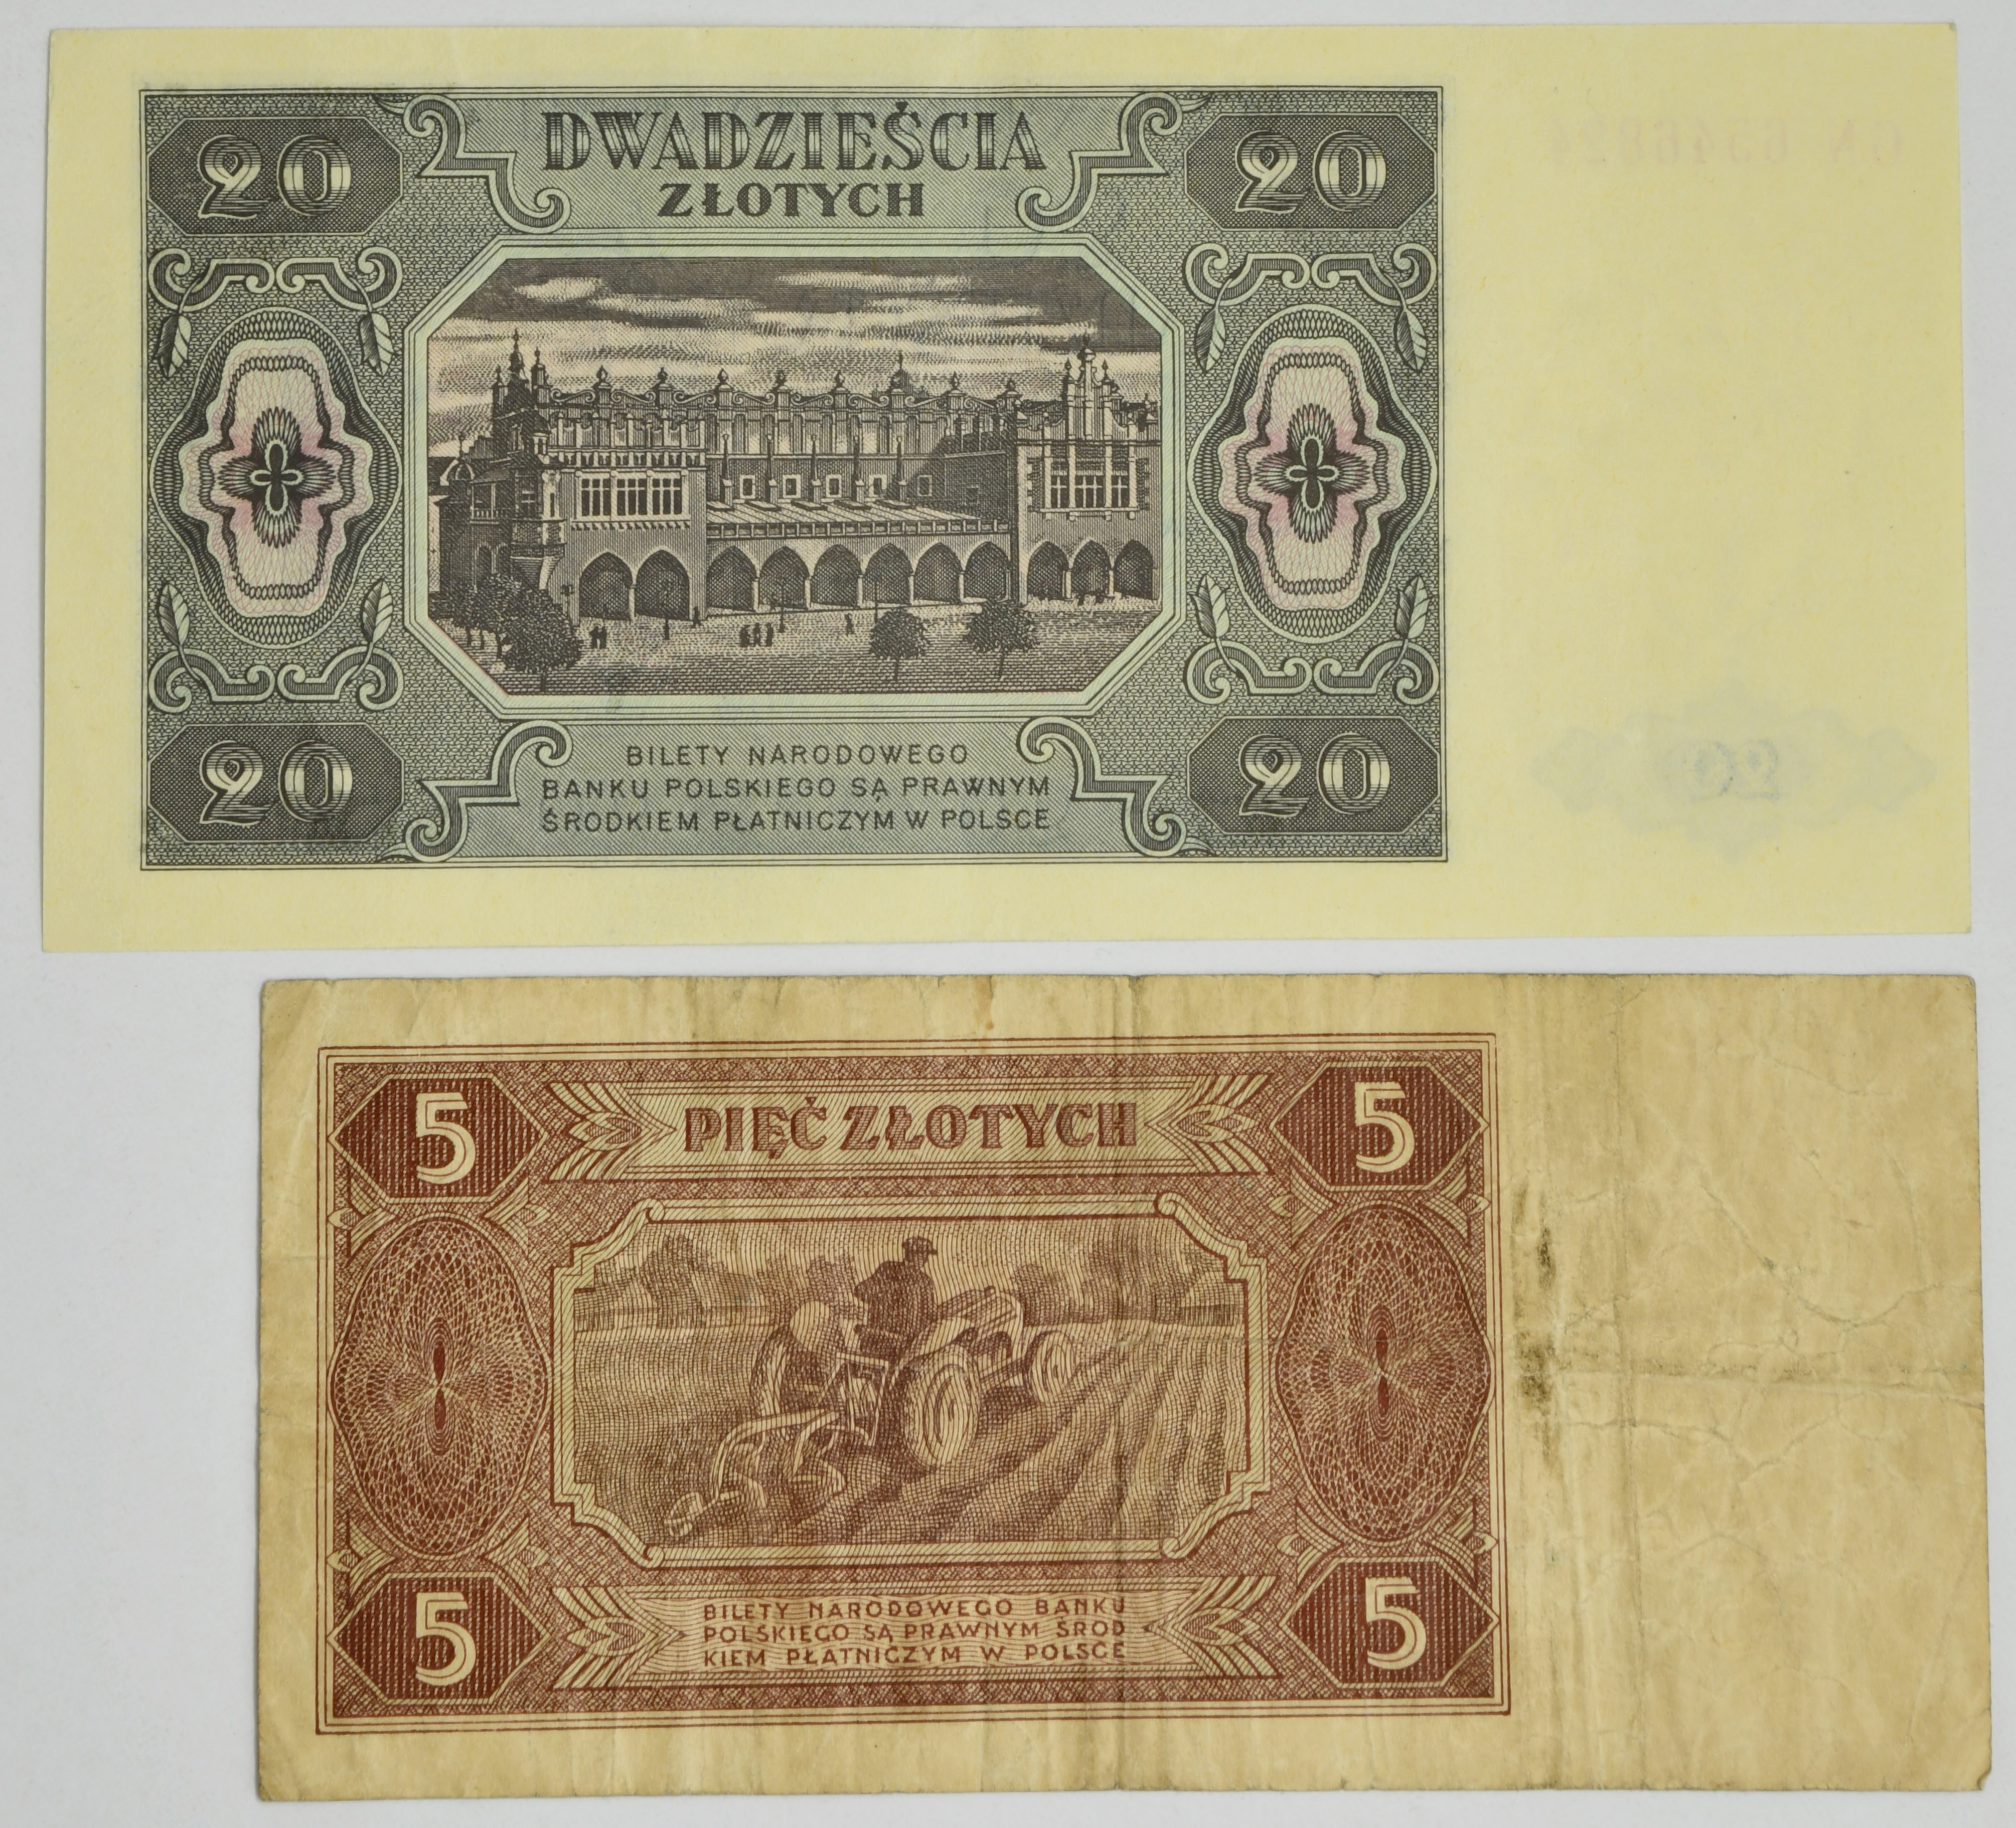 20 DWADZIEŚCIA 20
ZŁOTYCH
20 BILETY NARODOWEGO 20
BANKU POLSKIEGO SĄ PRAWNYM
ŚRODKIEM PŁATNICZYM W POLSCE
20
5 PIĘĆ ZŁOTYCH 5
5 BILETY NARODOWEGO BANKU 5
POLSKIEGO SĄ PRAWNYM ŚROD
KIEM PŁATNICZYM W POLSCE